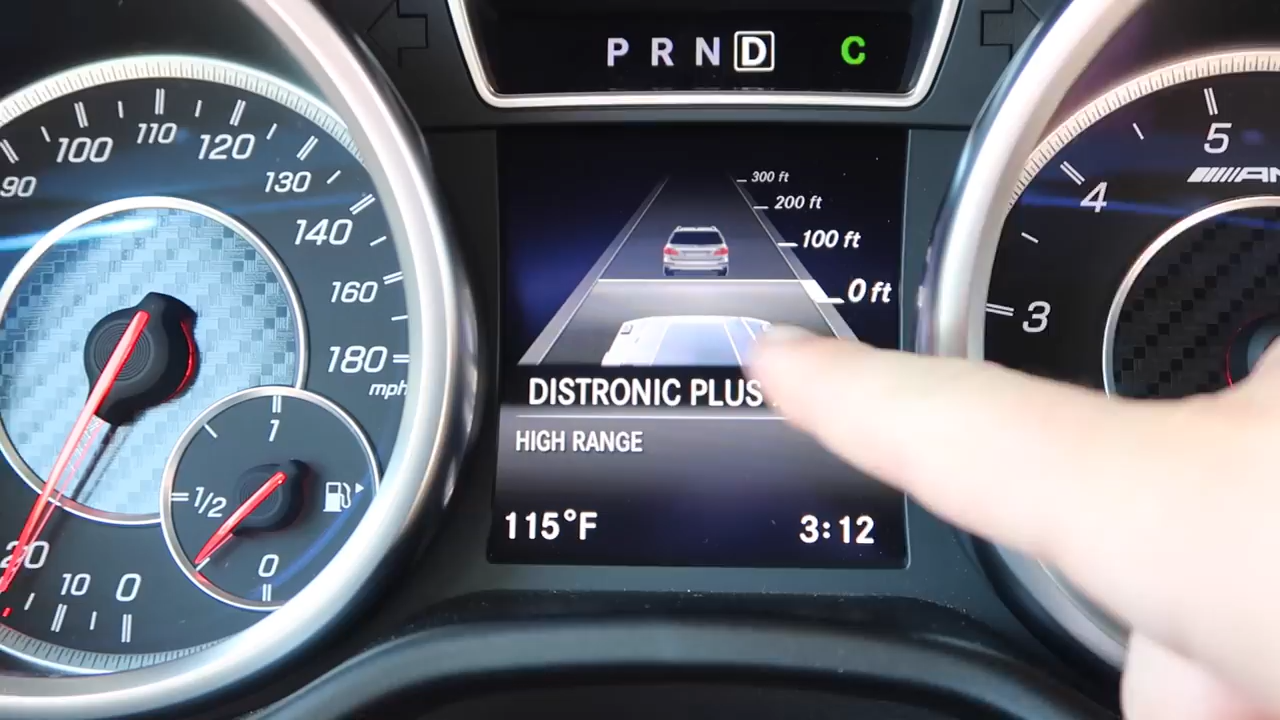 P R N D C
90
100
110
120
130
140
160
180
mph
20
10
0
1
1/2
0
300 ft
200 ft
100 ft
0 ft
DISTRONIC PLUS
HIGH RANGE
115°F
3:12
5
4
3